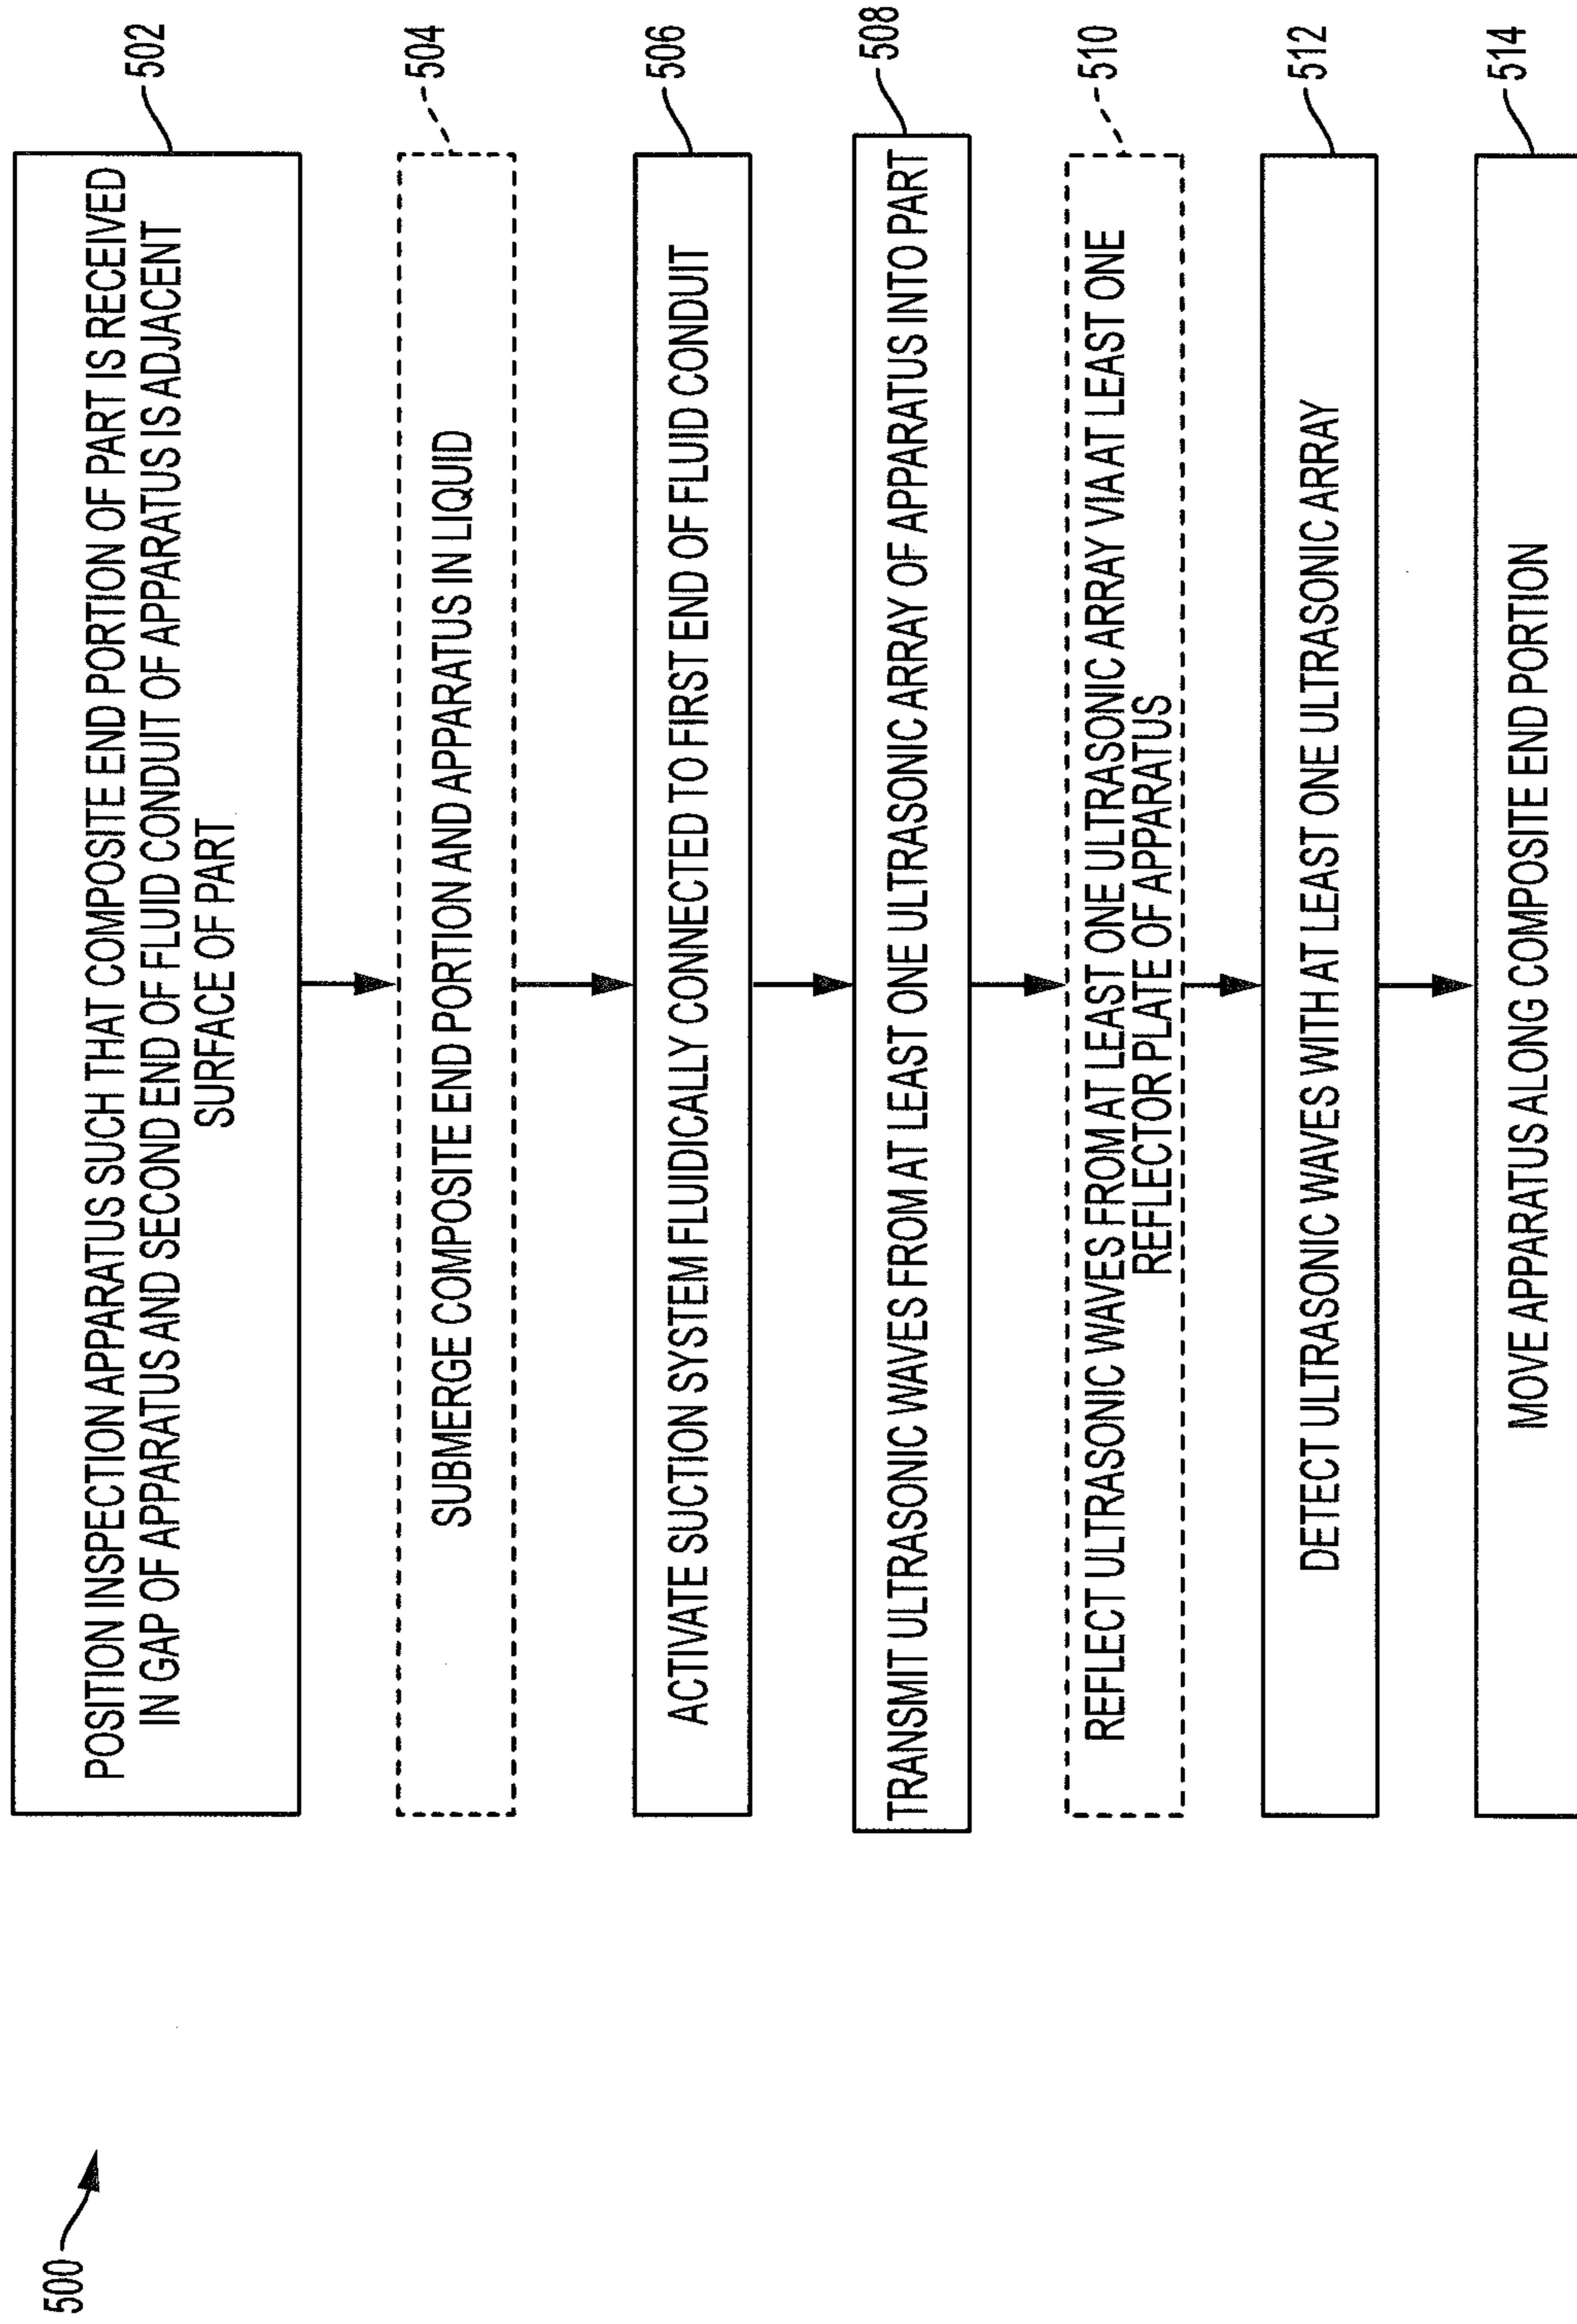 500
POSITION INSPECTION APPARATUS SUCH THAT COMPOSITE END PORTION OF PART IS RECEIVED
IN GAP OF APPARATUS AND SECOND END OF FLUID CONDUIT OF APPARATUS IS ADJACENT
SURFACE OF PART
502
SUBMERGE COMPOSITE END PORTION AND APPARATUS IN LIQUID
504
ACTIVATE SUCTION SYSTEM FLUIDICALLY CONNECTED TO FIRST END OF FLUID CONDUIT
506
TRANSMIT ULTRASONIC WAVES FROM AT LEAST ONE ULTRASONIC ARRAY OF APPARATUS INTO PART
508
REFLECT ULTRASONIC WAVES FROM AT LEAST ONE ULTRASONIC ARRAY VIA AT LEAST ONE
REFLECTOR PLATE OF APPARATUS
510
DETECT ULTRASONIC WAVES WITH AT LEAST ONE ULTRASONIC ARRAY
512
MOVE APPARATUS ALONG COMPOSITE END PORTION
514